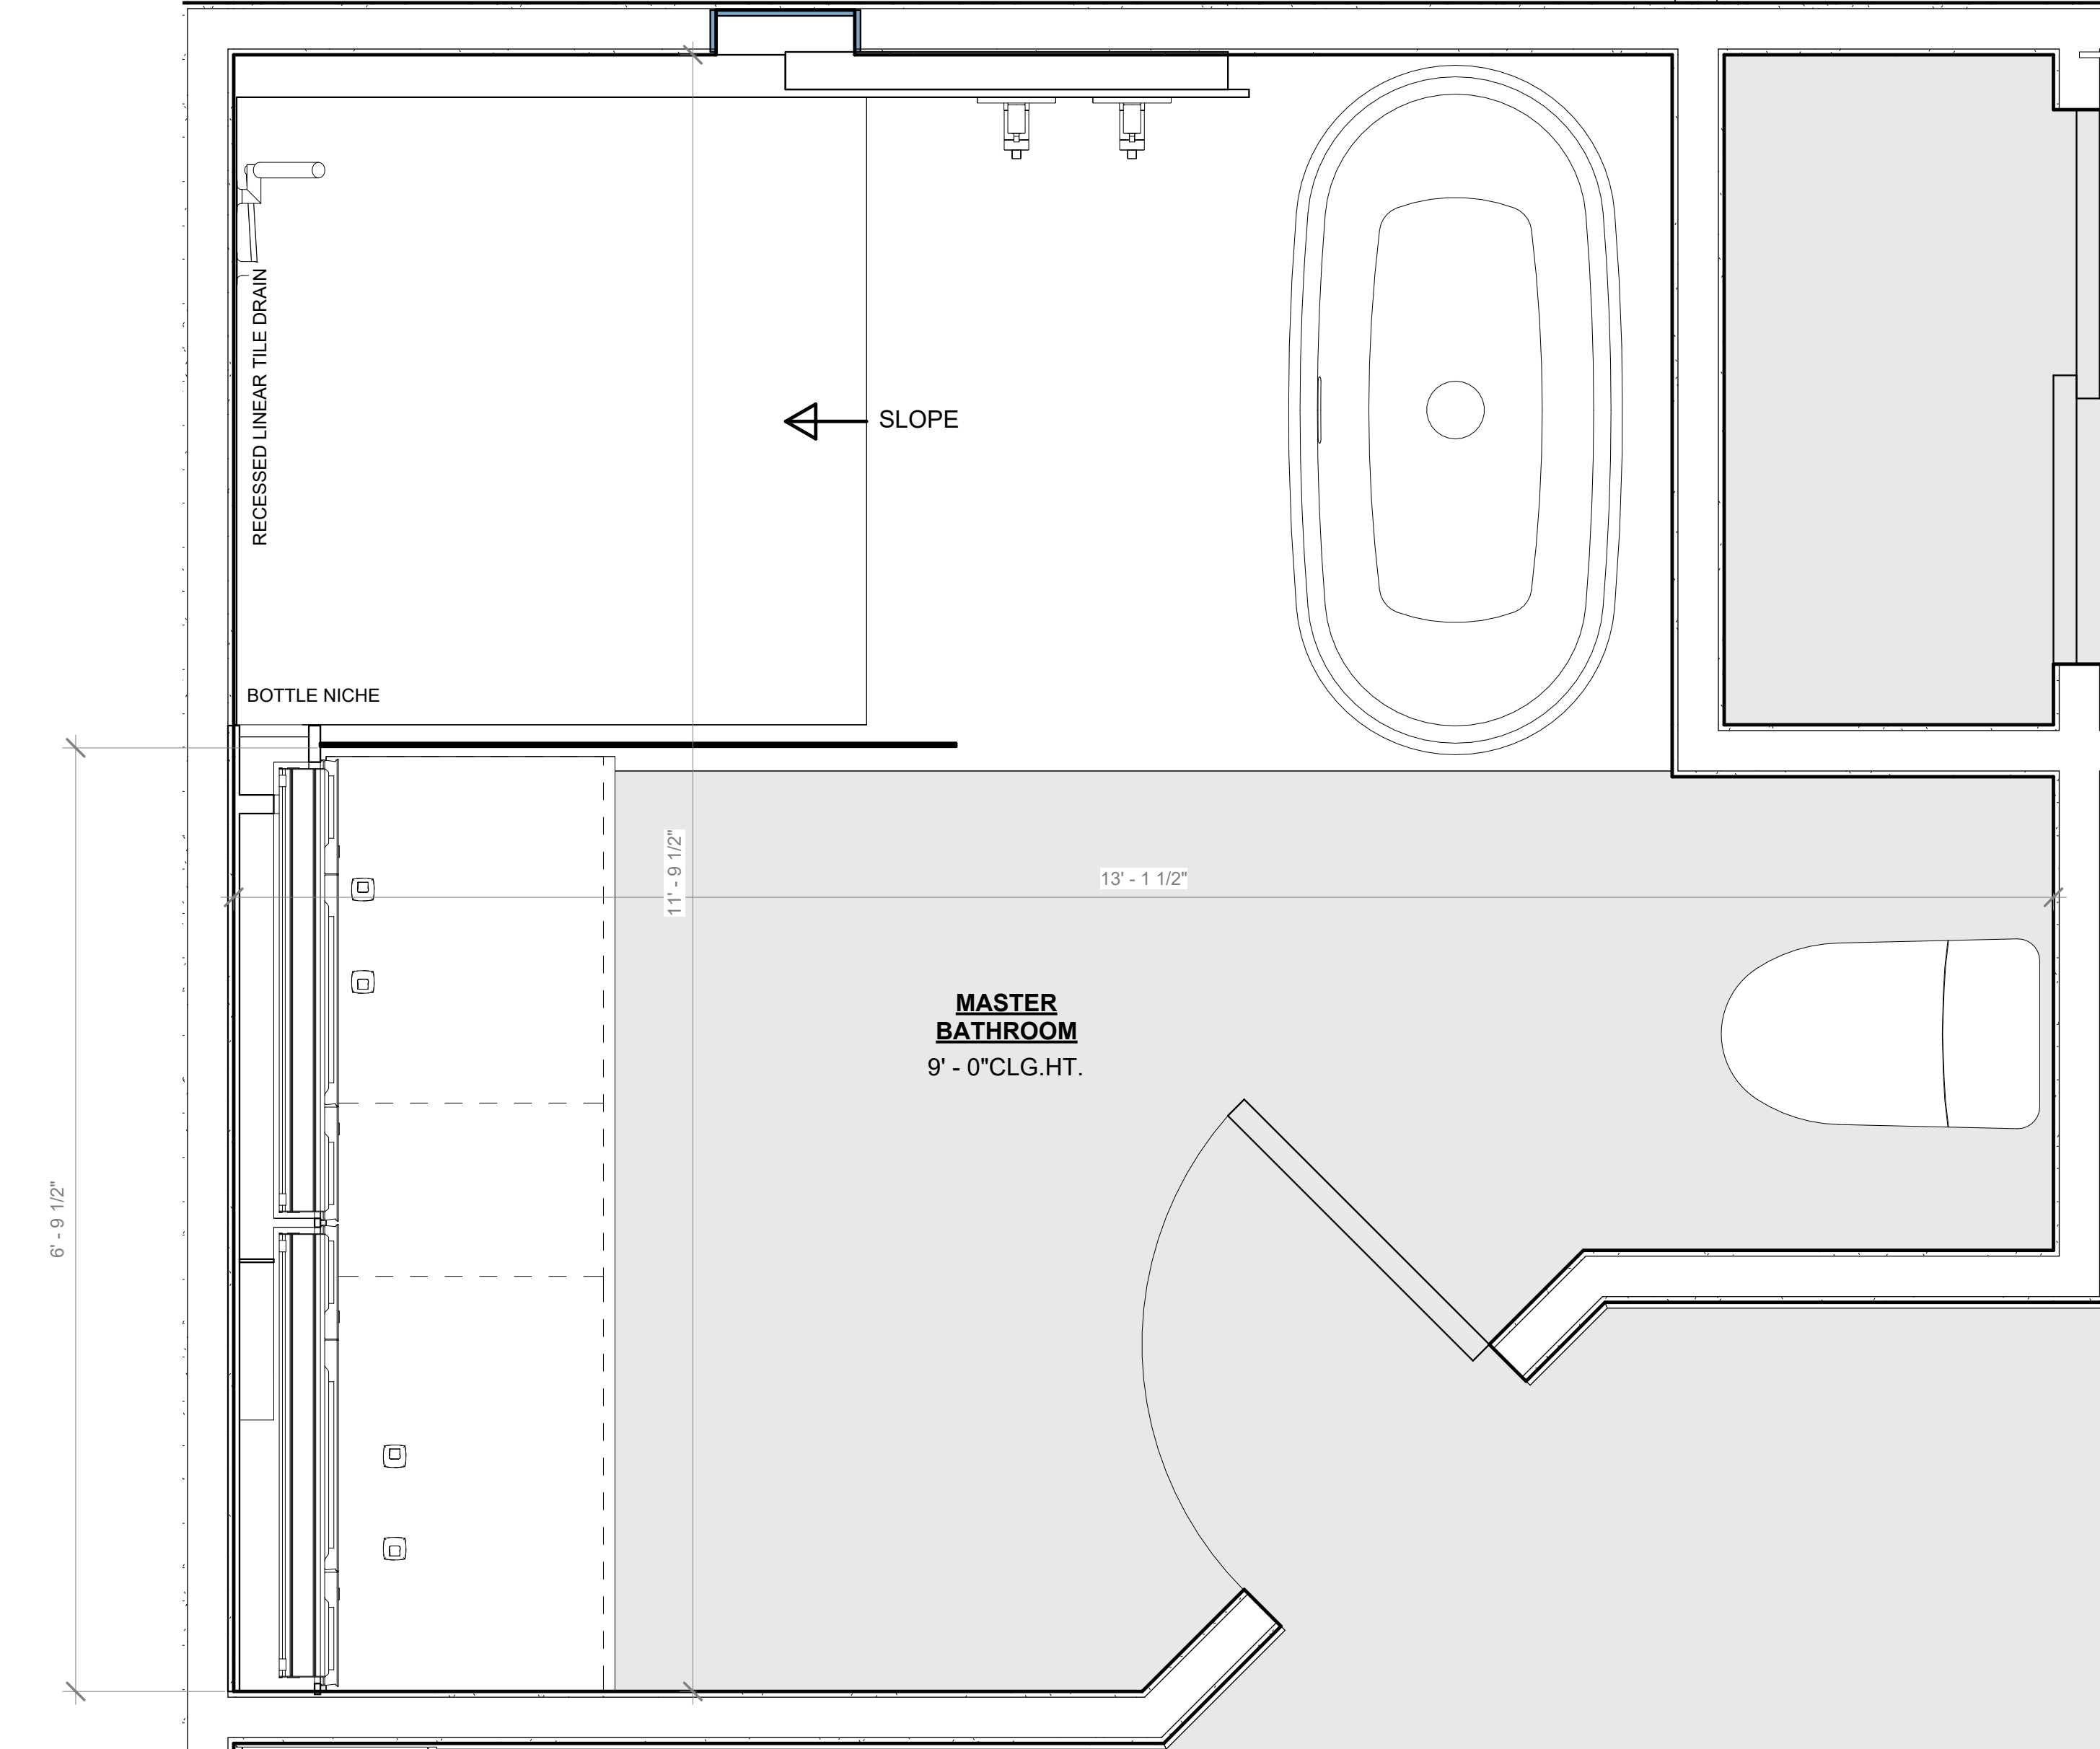 SLOPE
RECESSED LINEAR TILE DRAIN
BOTTLE NICHE
11' - 9 1/2"
13' - 1 1/2"
MASTER
BATHROOM
9' - 0"CLG.HT.
6' - 9 1/2"